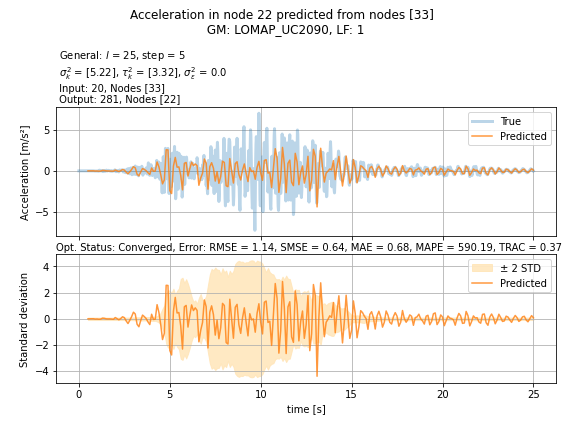 Acceleration in node 22 predicted from nodes [33]
GM: LOMAP_UC2090, LF: 1
General: l = 25, step = 5
σ²ₖ = [5.22], τ²ₖ = [3.32], σ²ε = 0.0
Input: 20, Nodes [33]
Output: 281, Nodes [22]
Acceleration [m/s²]
5
0
−5
True
Predicted
Opt. Status: Converged, Error: RMSE = 1.14, SMSE = 0.64, MAE = 0.68, MAPE = 590.19, TRAC = 0.37
Standard deviation
4
2
0
−2
−4
± 2 STD
Predicted
0 5 10 15 20 25
time [s]